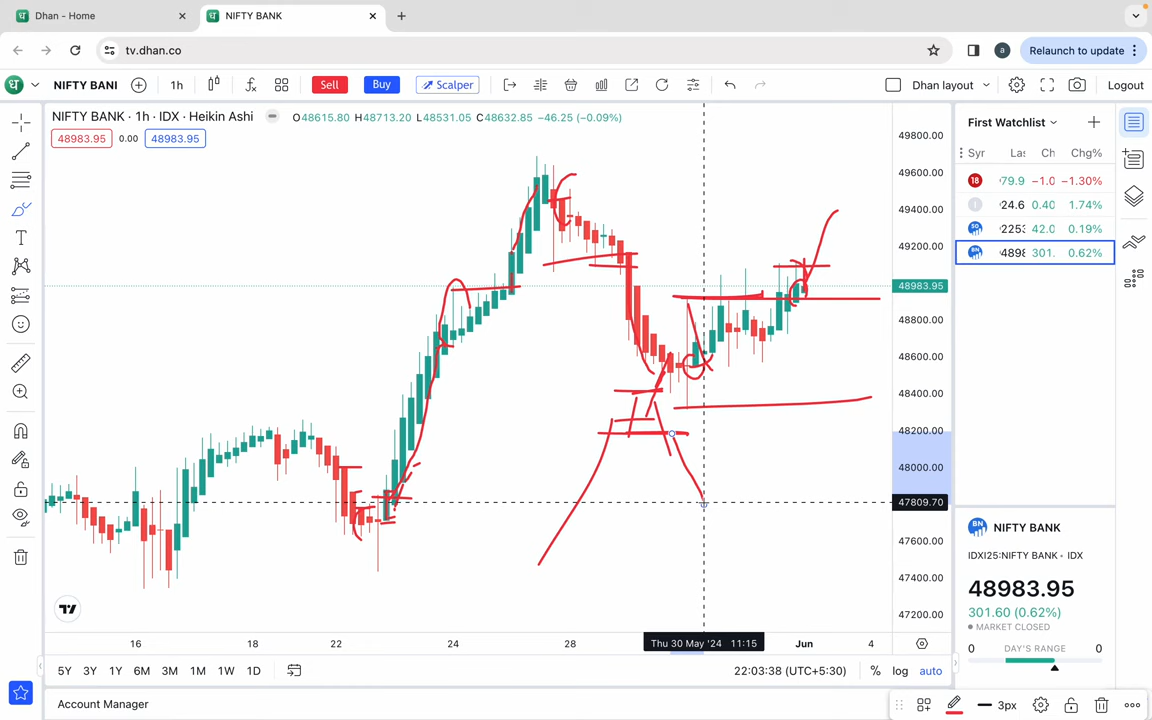 Dhan - Home
NIFTY BANK
tv.dhan.co
a
Relaunch to update
NIFTY BANI
1h
Sell
Buy
Scalper
Dhan layout
Logout
NIFTY BANK · 1h · IDX · Heikin Ashi
O48615.80 H48713.20 L48531.05 C48632.85 −46.25 (−0.09%)
48983.95 0.00 48983.95
First Watchlist
Syr Las Ch Chg%
18 79.9 −1.0 −1.30%
24.6 0.40 1.74%
2253 42.0 0.19%
BN 4898 301. 0.62%
49800.00
49600.00
49400.00
49200.00
48983.95
48800.00
48600.00
48400.00
48200.00
48000.00
47809.70
47600.00
47400.00
47200.00
BN NIFTY BANK
IDXI25:NIFTY BANK • IDX
48983.95
301.60 (0.62%)
MARKET CLOSED
0 DAY'S RANGE 0
16 18 22 24 28 Thu 30 May '24 11:15 Jun 4
5Y 3Y 1Y 6M 3M 1M 1W 1D
22:03:38 (UTC+5:30)
% log auto
Account Manager
3px